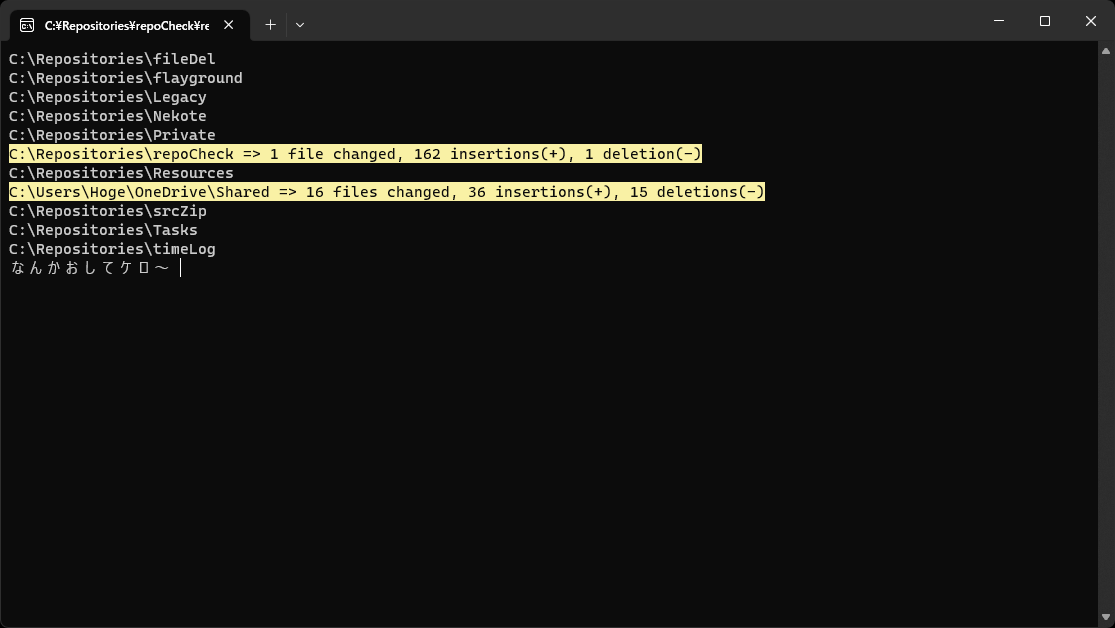 C:¥Repositories¥repoCheck¥re
C:\Repositories\fileDel
C:\Repositories\flayground
C:\Repositories\Legacy
C:\Repositories\Nekote
C:\Repositories\Private
C:\Repositories\repoCheck => 1 file changed, 162 insertions(+), 1 deletion(-)
C:\Repositories\Resources
C:\Users\Hoge\OneDrive\Shared => 16 files changed, 36 insertions(+), 15 deletions(-)
C:\Repositories\srcZip
C:\Repositories\Tasks
C:\Repositories\timeLog
なんかおしてケロ～